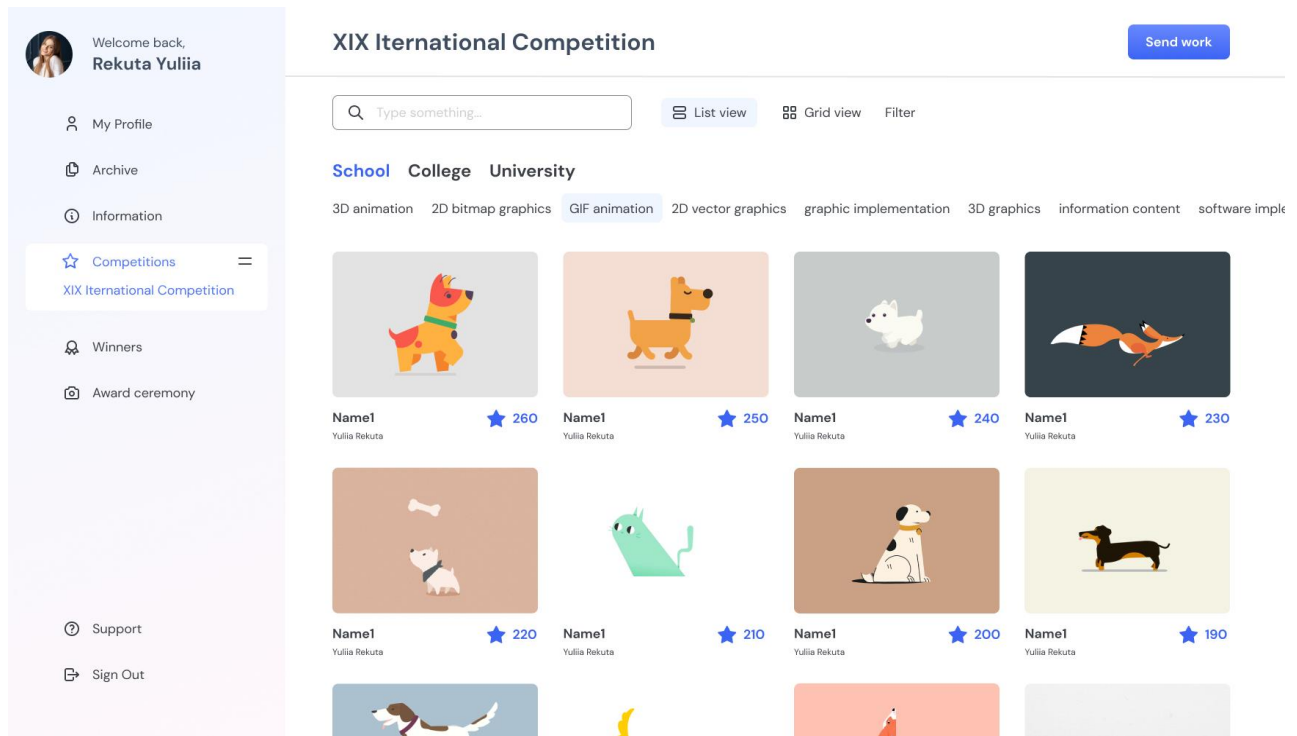 Welcome back,
Rekuta Yuliia
My Profile
Archive
Information
Competitions
XIX Iternational Competition
Winners
Award ceremony
Support
Sign Out
XIX Iternational Competition
Send work
Type something...
List view
Grid view
Filter
School College University
3D animation 2D bitmap graphics GIF animation 2D vector graphics graphic implementation 3D graphics information content software imple
Name1 260 Name1 250 Name1 240 Name1 230
Yuliia Rekuta Yuliia Rekuta Yuliia Rekuta Yuliia Rekuta
Name1 220 Name1 210 Name1 200 Name1 190
Yuliia Rekuta Yuliia Rekuta Yuliia Rekuta Yuliia Rekuta